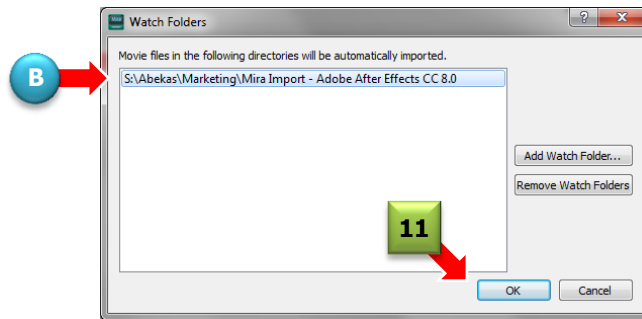 Watch Folders
Movie files in the following directories will be automatically imported.
B
S:\Abekas\Marketing\Mira Import - Adobe After Effects CC 8.0
Add Watch Folder...
Remove Watch Folders
11
OK
Cancel